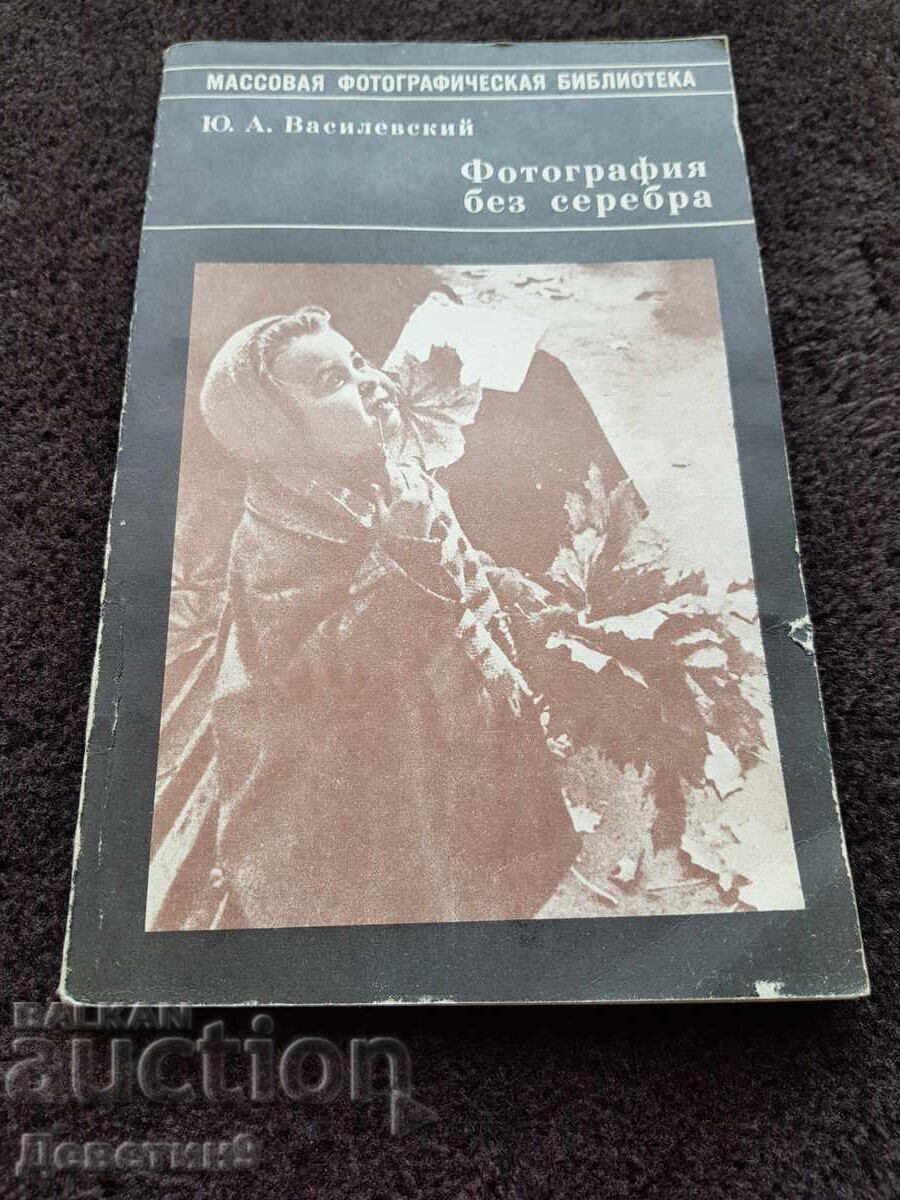 МАССОВАЯ ФОТОГРАФИЧЕСКАЯ БИБЛИОТЕКА
Ю. А. Василевский
Фотография
без серебра
BALKAN
auction
Деветин9